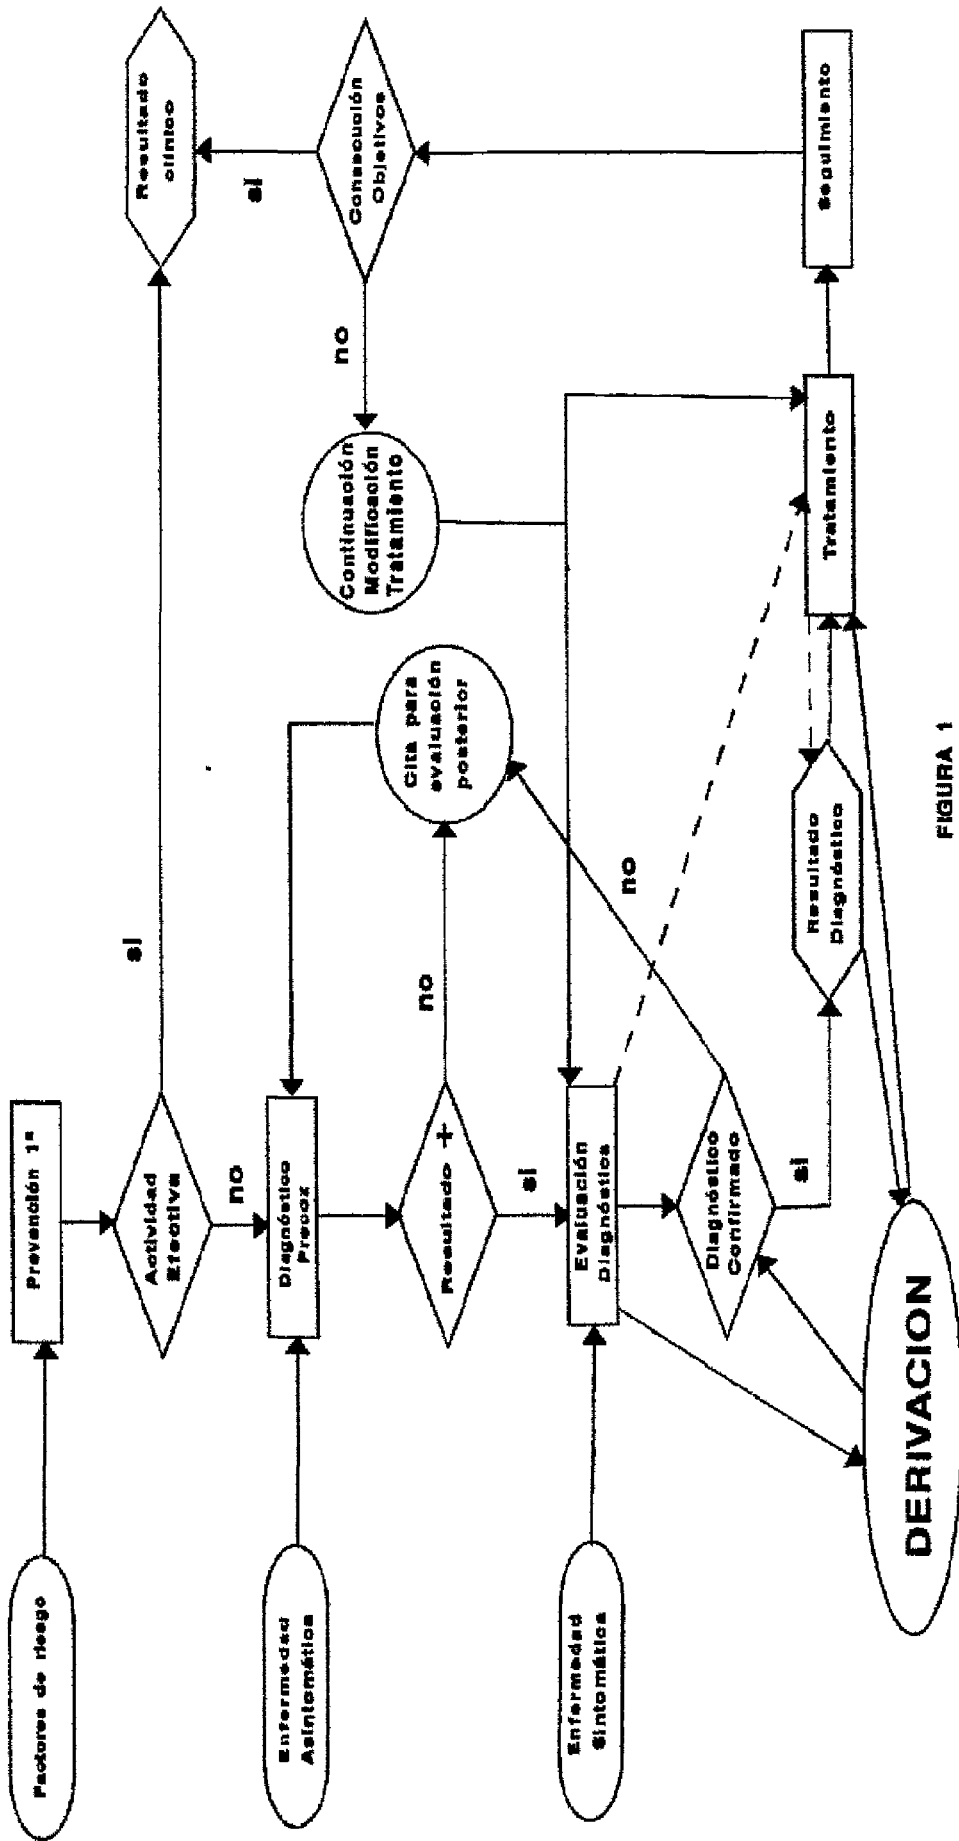 Factores de riesgo
Prevención 1ª
Actividad
Efectiva
si
Resultado
clínico
no
Enfermedad
Asintomática
Diagnóstico
Precoz
Resultado +
no
Cita para
evaluación
posterior
si
Continuación
Modificación
Tratamiento
no
Consecución
Objetivos
si
Enfermedad
Sintomática
Evaluación
Diagnóstica
Diagnóstico
Confirmado
no
si
Resultado
Diagnóstico
Tratamiento
Seguimiento
DERIVACION
FIGURA 1